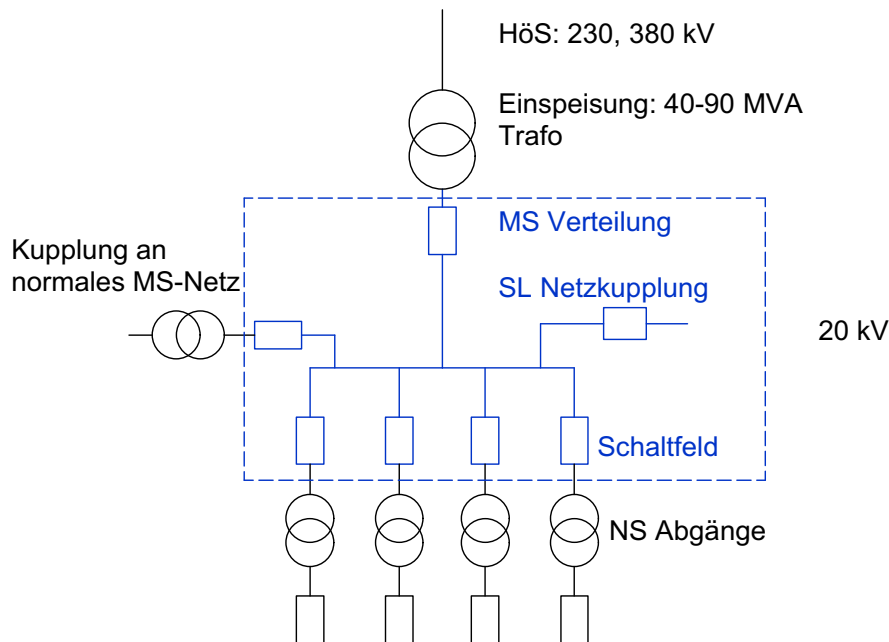 HöS: 230, 380 kV
Einspeisung: 40-90 MVA
Trafo
MS Verteilung
Kupplung an
normales MS-Netz
SL Netzkupplung
20 kV
Schaltfeld
NS Abgänge